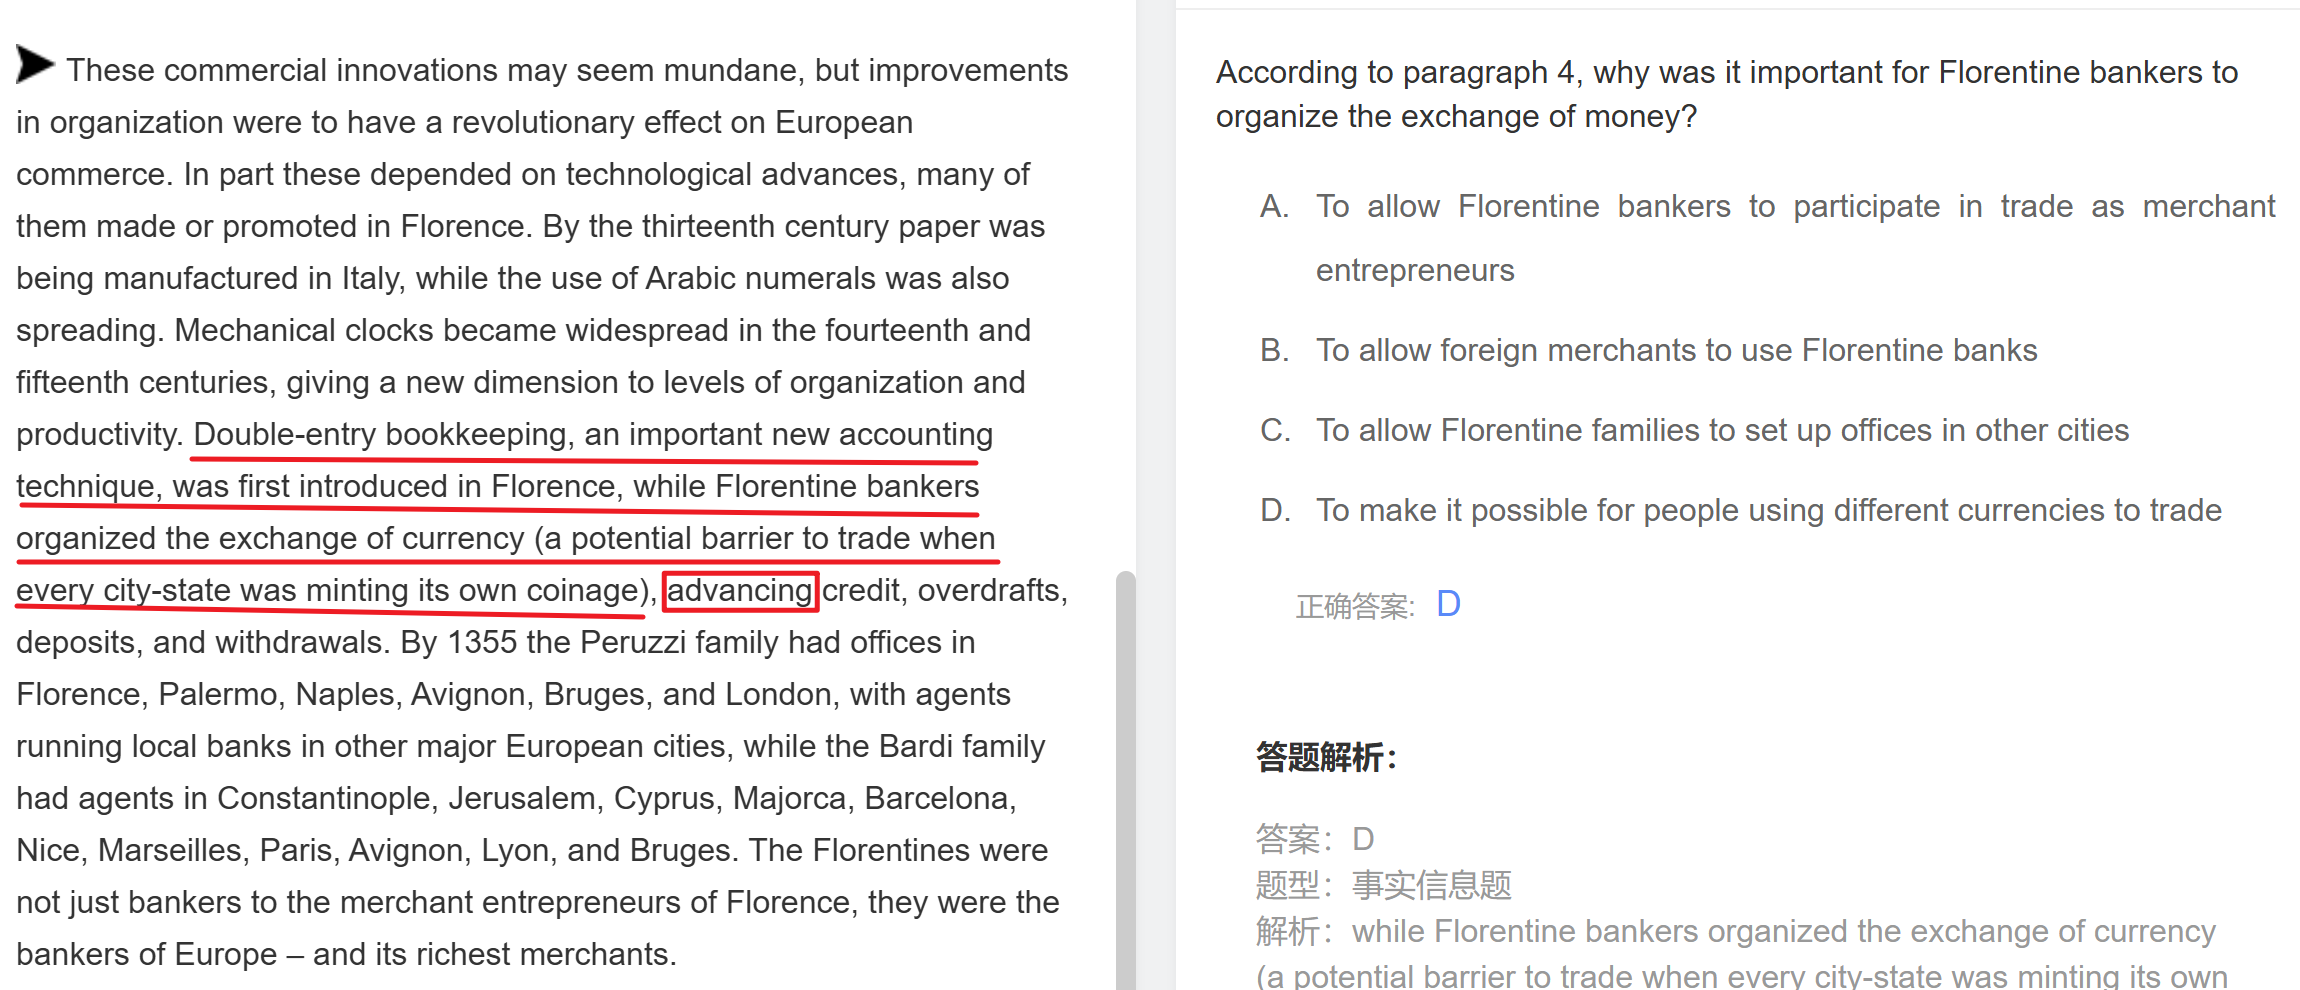 These commercial innovations may seem mundane, but improvements
in organization were to have a revolutionary effect on European
commerce. In part these depended on technological advances, many of
them made or promoted in Florence. By the thirteenth century paper was
being manufactured in Italy, while the use of Arabic numerals was also
spreading. Mechanical clocks became widespread in the fourteenth and
fifteenth centuries, giving a new dimension to levels of organization and
productivity. Double-entry bookkeeping, an important new accounting
technique, was first introduced in Florence, while Florentine bankers
organized the exchange of currency (a potential barrier to trade when
every city-state was minting its own coinage), advancing credit, overdrafts,
deposits, and withdrawals. By 1355 the Peruzzi family had offices in
Florence, Palermo, Naples, Avignon, Bruges, and London, with agents
running local banks in other major European cities, while the Bardi family
had agents in Constantinople, Jerusalem, Cyprus, Majorca, Barcelona,
Nice, Marseilles, Paris, Avignon, Lyon, and Bruges. The Florentines were
not just bankers to the merchant entrepreneurs of Florence, they were the
bankers of Europe – and its richest merchants.
According to paragraph 4, why was it important for Florentine bankers to
organize the exchange of money?
A. To allow Florentine bankers to participate in trade as merchant
entrepreneurs
B. To allow foreign merchants to use Florentine banks
C. To allow Florentine families to set up offices in other cities
D. To make it possible for people using different currencies to trade
正确答案: D
答题解析：
答案：D
题型：事实信息题
解析：while Florentine bankers organized the exchange of currency
(a potential barrier to trade when every city-state was minting its own